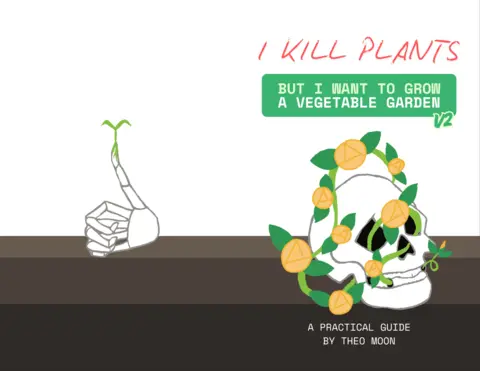 I KILL PLANTS
BUT I WANT TO GROW
A VEGETABLE GARDEN
V2
A PRACTICAL GUIDE
BY THEO MOON